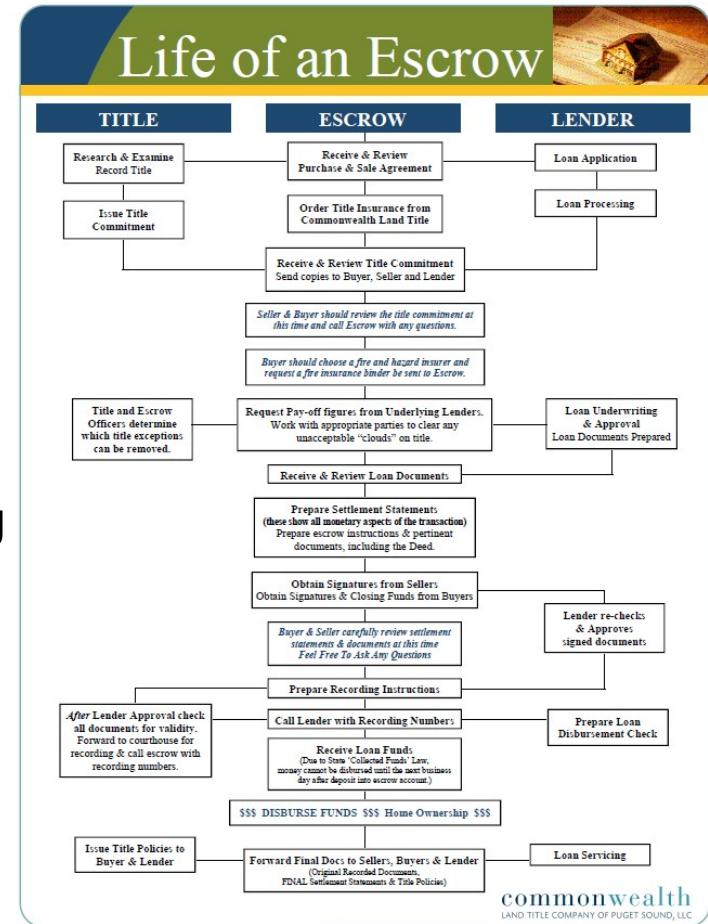 Life of an Escrow
TITLE
ESCROW
LENDER
Research & Examine
Record Title
Receive & Review
Purchase & Sale Agreement
Loan Application
Issue Title
Commitment
Order Title Insurance from
Commonwealth Land Title
Loan Processing
Receive & Review Title Commitment
Send copies to Buyer, Seller and Lender
Seller & Buyer should review the title commitment at
this time and call Escrow with any questions.
Buyer should choose a fire and hazard insurer and
request a fire insurance binder be sent to Escrow.
Title and Escrow
Officers determine
which title exceptions
can be removed.
Request Pay-off figures from Underlying Lenders.
Work with appropriate parties to clear any
unacceptable “clouds” on title.
Loan Underwriting
& Approval
Loan Documents Prepared
Receive & Review Loan Documents
Prepare Settlement Statements
(these show all monetary aspects of the transaction)
Prepare escrow instructions & pertinent
documents, including the Deed.
Obtain Signatures from Sellers
Obtain Signatures & Closing Funds from Buyers
Buyer & Seller carefully review settlement
statements & documents at this time
Feel Free To Ask Any Questions
Lender re-checks
& Approves
signed documents
Prepare Recording Instructions
After Lender Approval check
all documents for validity.
Forward to courthouse for
recording & call escrow with
recording numbers.
Call Lender with Recording Numbers
Prepare Loan
Disbursement Check
Receive Loan Funds
(Due to State ‘Collected Funds’ Law,
money cannot be disbursed until the next business
day after deposit into escrow account.)
$$$ DISBURSE FUNDS $$$ Home Ownership $$$
Issue Title Policies to
Buyer & Lender
Forward Final Docs to Sellers, Buyers & Lender
(Original Recorded Documents,
FINAL Settlement Statements & Title Policies)
Loan Servicing
commonwealth
LAND TITLE COMPANY OF PUGET SOUND, LLC